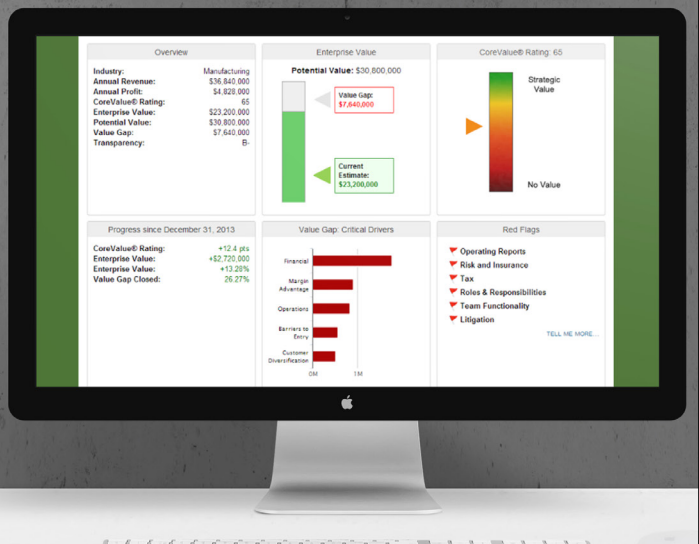 Overview
Industry: Manufacturing
Annual Revenue: $36,840,000
Annual Profit: $4,828,000
CoreValue® Rating: 65
Enterprise Value: $23,200,000
Potential Value: $30,800,000
Value Gap: $7,640,000
Transparency: B-
Enterprise Value
Potential Value: $30,800,000
Value Gap:
$7,640,000
Current
Estimate:
$23,200,000
CoreValue® Rating: 65
Strategic
Value
No Value
Progress since December 31, 2013
CoreValue® Rating: +12.4 pts
Enterprise Value: +$2,720,000
Enterprise Value: +13.28%
Value Gap Closed: 26.27%
Value Gap: Critical Drivers
Financial
Margin
Advantage
Operations
Barriers to
Entry
Customer
Diversification
0M 1M
Red Flags
Operating Reports
Risk and Insurance
Tax
Roles & Responsibilities
Team Functionality
Litigation
TELL ME MORE...